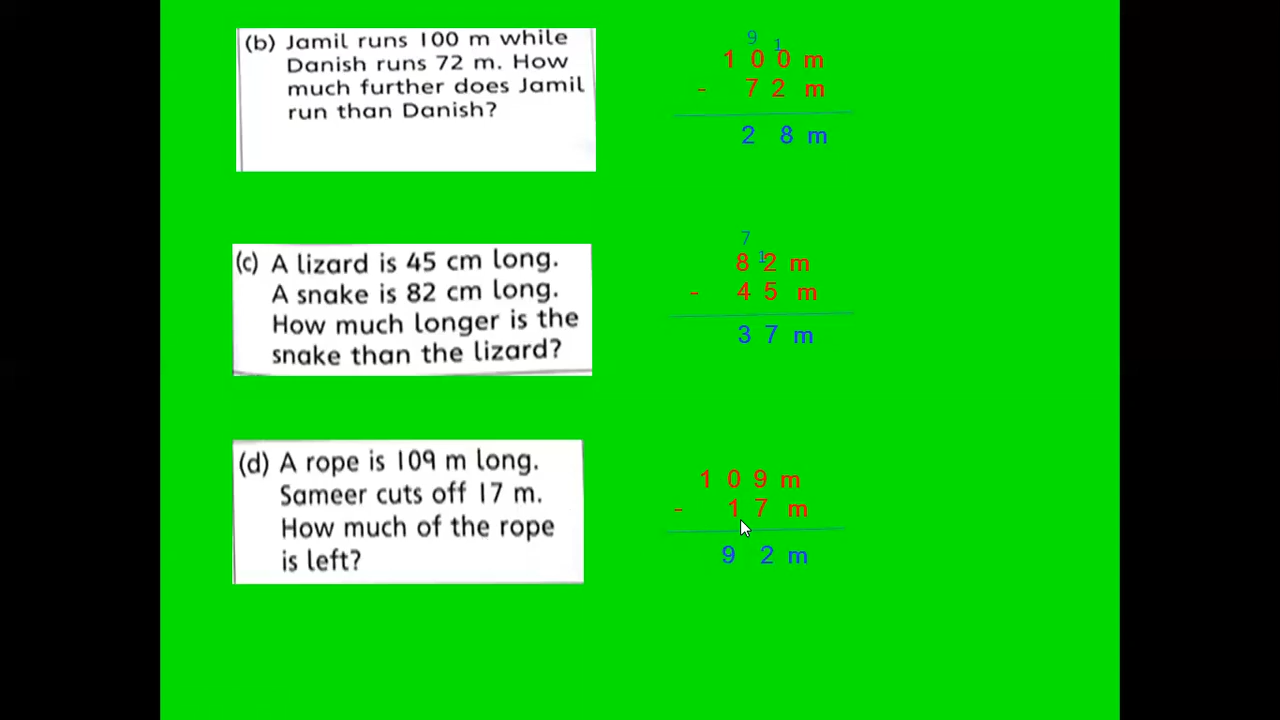 (b) Jamil runs 100 m while
Danish runs 72 m. How
much further does Jamil
run than Danish?
9 1
1 0 0 m
- 7 2 m
2 8 m
(c) A lizard is 45 cm long.
A snake is 82 cm long.
How much longer is the
snake than the lizard?
7 1
8 2 m
- 4 5 m
3 7 m
(d) A rope is 109 m long.
Sameer cuts off 17 m.
How much of the rope
is left?
1 0 9 m
- 1 7 m
9 2 m